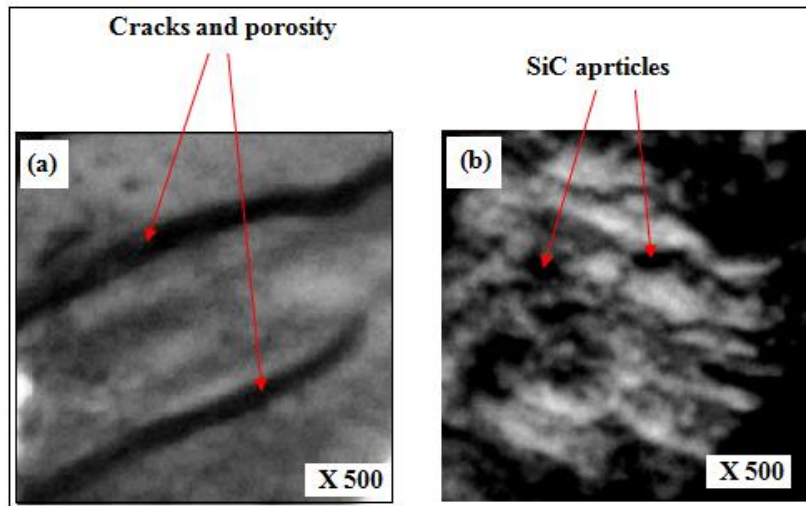 Cracks and porosity
SiC aprticles
(a)
(b)
X 500
X 500